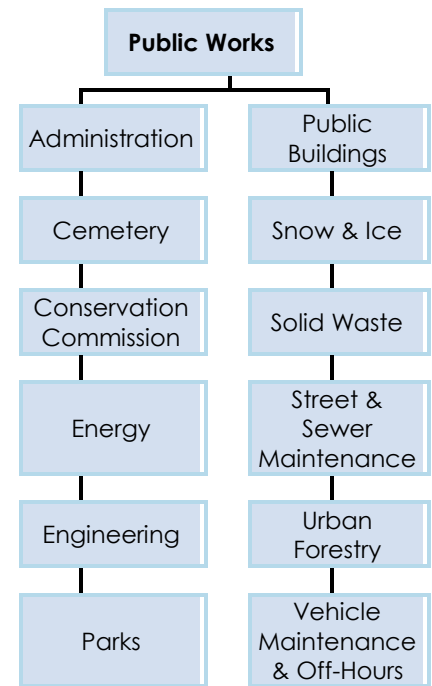 Public Works
Administration
Cemetery
Conservation
Commission
Energy
Engineering
Parks
Public
Buildings
Snow & Ice
Solid Waste
Street &
Sewer
Maintenance
Urban
Forestry
Vehicle
Maintenance
& Off-Hours